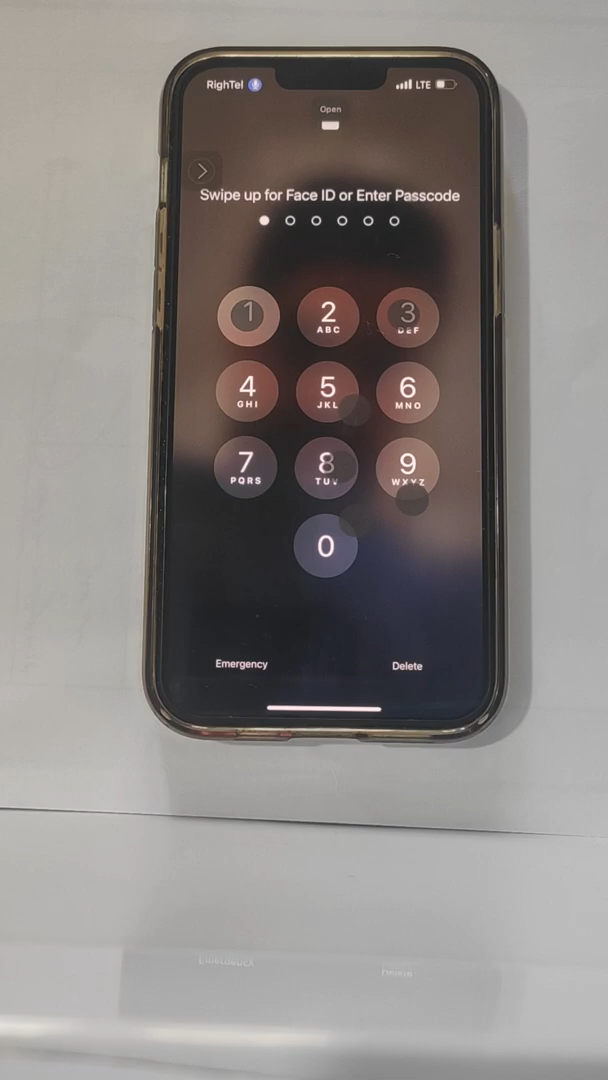 RighTel LTE
Open
Swipe up for Face ID or Enter Passcode
1 2 3
ABC DEF
4 5 6
GHI JKL MNO
7 8 9
PQRS TUV WXYZ
0
Emergency Delete